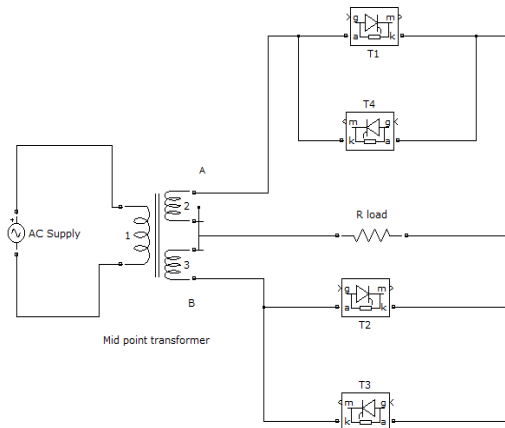 g m
a k
T1
T4
m g
k a
A
2
R load
AC Supply
+
1
3
B
g m
a k
T2
Mid point transformer
T3
m g
k a